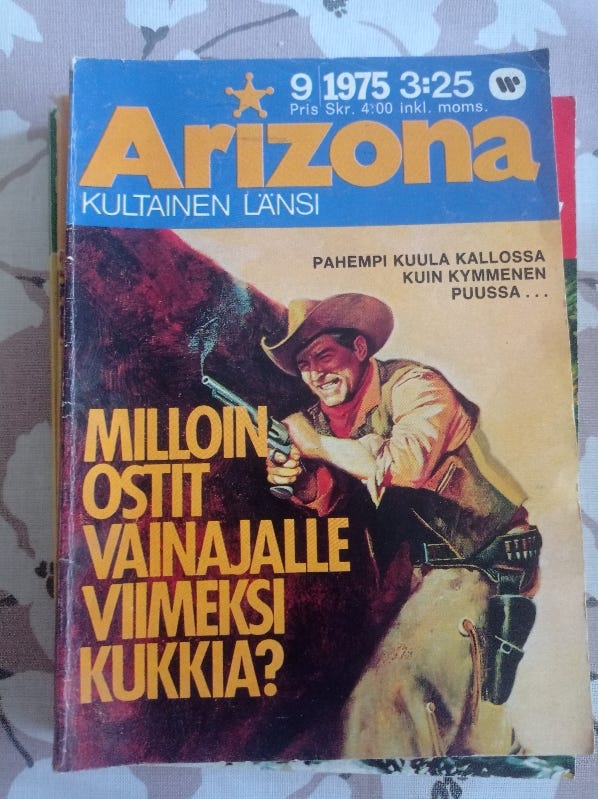 9 1975 3:25
Pris Skr. 4:00 inkl. moms.
Arizona
KULTAINEN LÄNSI
PAHEMPI KUULA KALLOSSA
KUIN KYMMENEN
PUUSSA...
MILLOIN
OSTIT
VAINAJALLE
VIIMEKSI
KUKKIA?